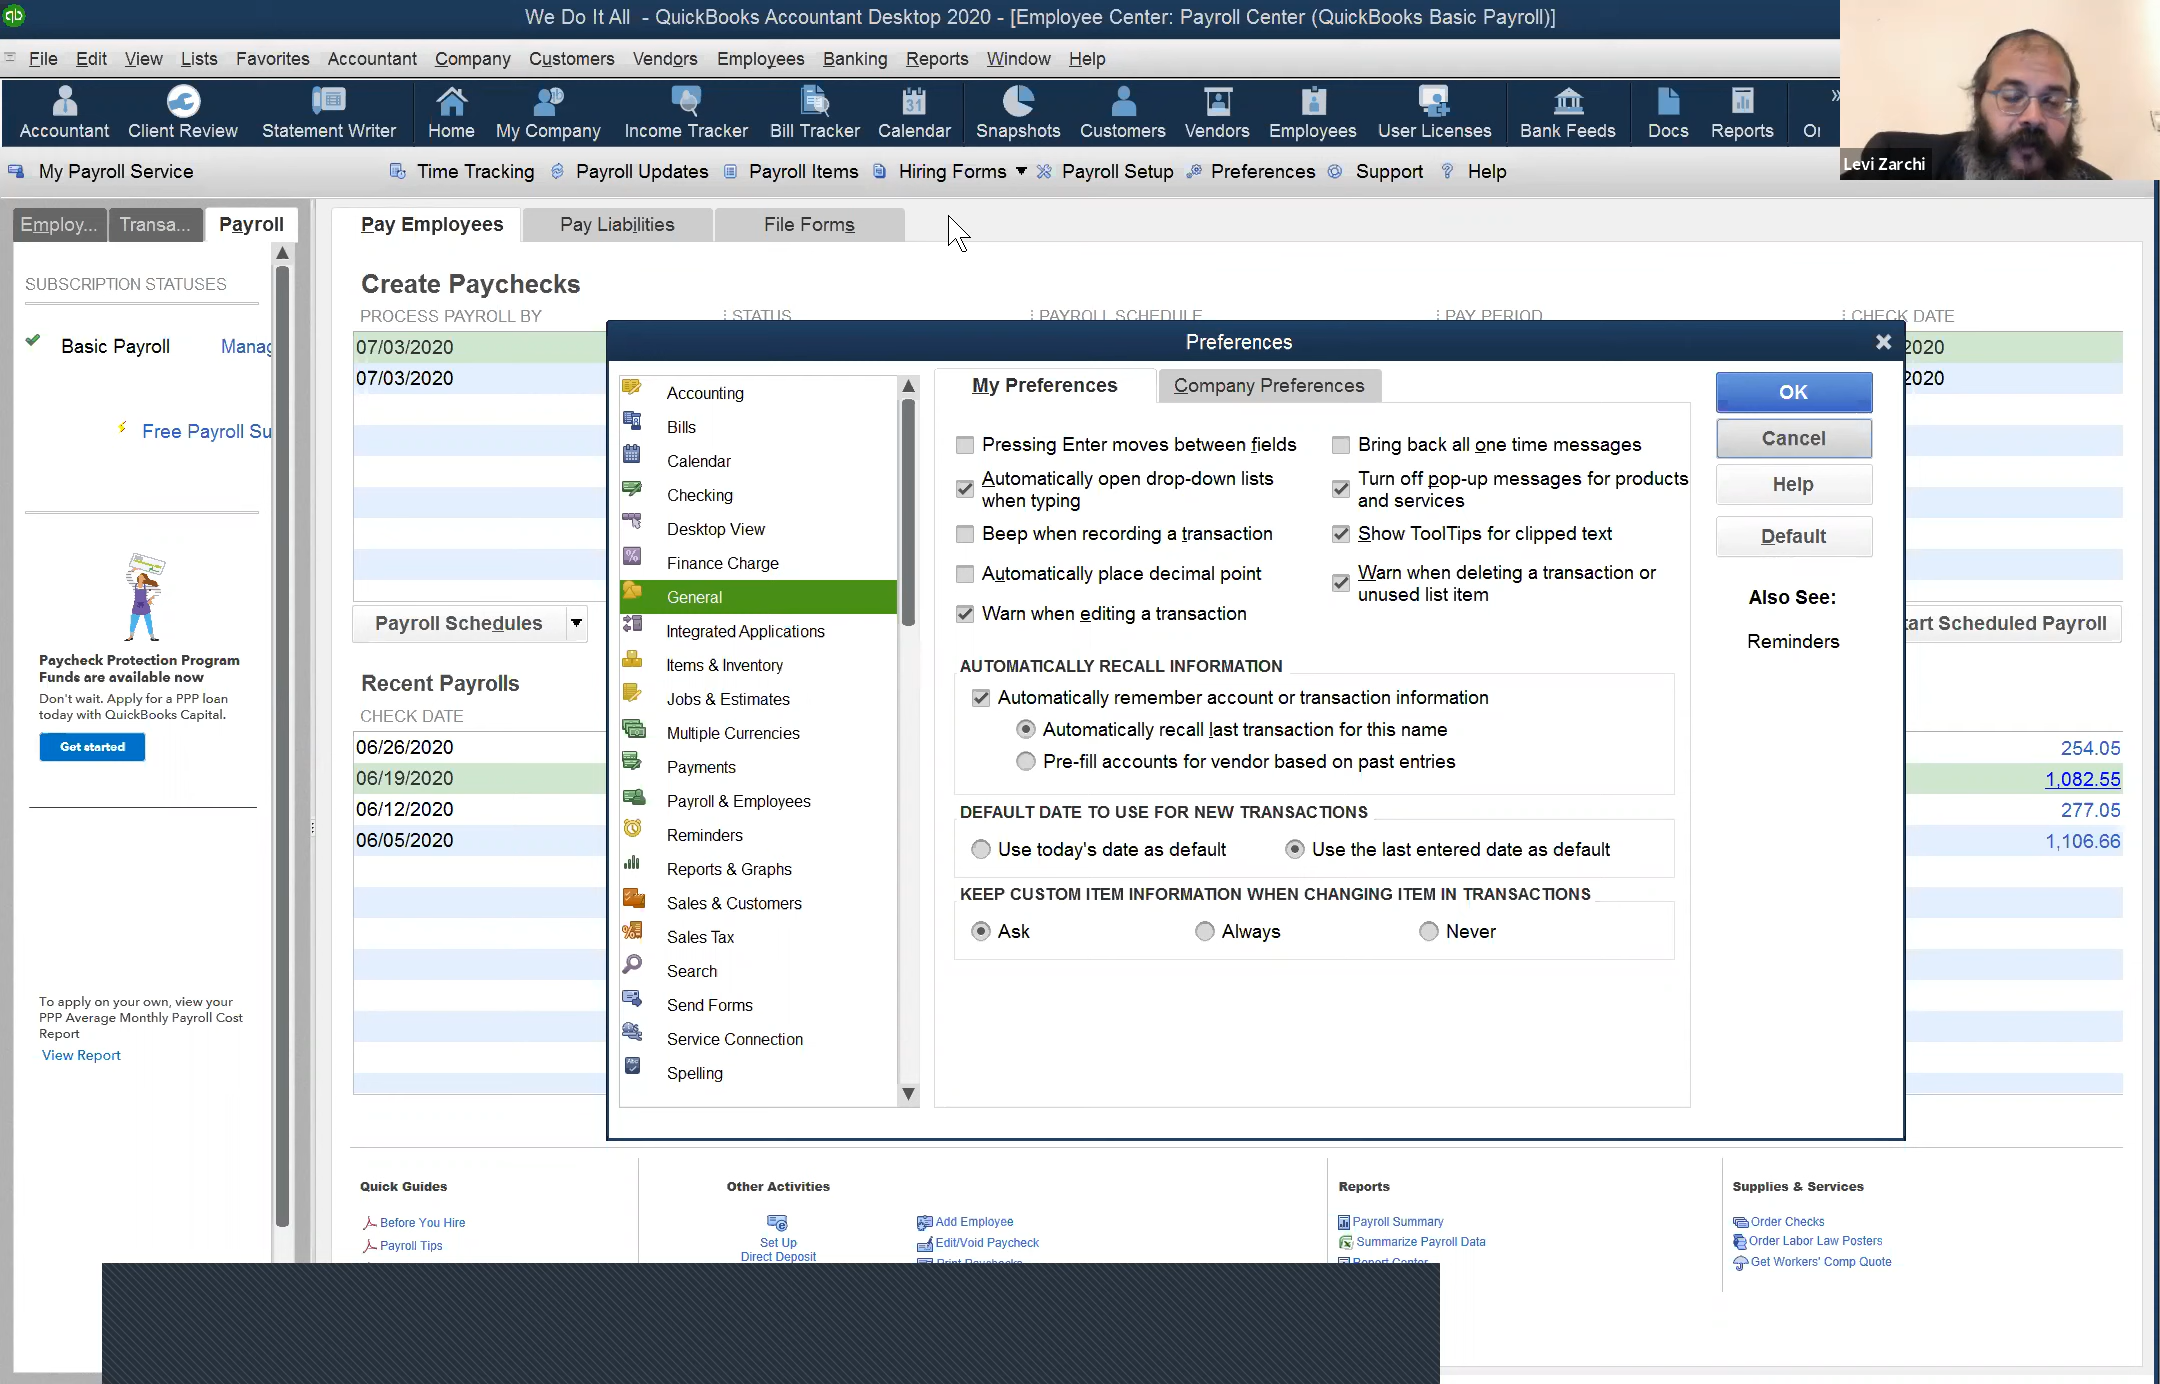 We Do It All - QuickBooks Accountant Desktop 2020 - [Employee Center: Payroll Center (QuickBooks Basic Payroll)]
File Edit View Lists Favorites Accountant Company Customers Vendors Employees Banking Reports Window Help
Accountant Client Review Statement Writer Home My Company Income Tracker Bill Tracker Calendar Snapshots Customers Vendors Employees User Licenses Bank Feeds Docs Reports
Levi Zarchi
My Payroll Service Time Tracking Payroll Updates Payroll Items Hiring Forms Payroll Setup Preferences Support Help
Employ... Transa... Payroll
Pay Employees Pay Liabilities File Forms
SUBSCRIPTION STATUSES
Basic Payroll Manag
Free Payroll Su
Paycheck Protection Program
Funds are available now
Don't wait. Apply for a PPP loan
today with QuickBooks Capital.
Get started
To apply on your own, view your
PPP Average Monthly Payroll Cost
Report
View Report
Create Paychecks
PROCESS PAYROLL BY STATUS PAYROLL SCHEDULE PAY PERIOD CHECK DATE
07/03/2020 2020
07/03/2020 2020
Payroll Schedules
art Scheduled Payroll
Recent Payrolls
CHECK DATE
06/26/2020 254.05
06/19/2020 1,082.55
06/12/2020 277.05
06/05/2020 1,106.66
Preferences
Accounting
Bills
Calendar
Checking
Desktop View
Finance Charge
General
Integrated Applications
Items & Inventory
Jobs & Estimates
Multiple Currencies
Payments
Payroll & Employees
Reminders
Reports & Graphs
Sales & Customers
Sales Tax
Search
Send Forms
Service Connection
Spelling
My Preferences Company Preferences
Pressing Enter moves between fields
Automatically open drop-down lists
when typing
Beep when recording a transaction
Automatically place decimal point
Warn when editing a transaction
Bring back all one time messages
Turn off pop-up messages for products
and services
Show ToolTips for clipped text
Warn when deleting a transaction or
unused list item
AUTOMATICALLY RECALL INFORMATION
Automatically remember account or transaction information
Automatically recall last transaction for this name
Pre-fill accounts for vendor based on past entries
DEFAULT DATE TO USE FOR NEW TRANSACTIONS
Use today's date as default Use the last entered date as default
KEEP CUSTOM ITEM INFORMATION WHEN CHANGING ITEM IN TRANSACTIONS
Ask Always Never
OK
Cancel
Help
Default
Also See:
Reminders
Quick Guides
Before You Hire
Payroll Tips
Other Activities
Set Up
Direct Deposit
Add Employee
Edit/Void Paycheck
Reports
Payroll Summary
Summarize Payroll Data
Supplies & Services
Order Checks
Order Labor Law Posters
Get Workers' Comp Quote